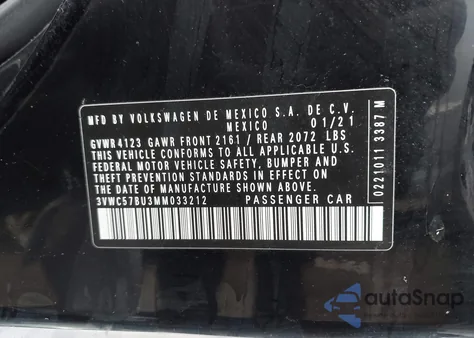 MFD BY VOLKSWAGEN DE MEXICO S.A. DE C.V.
MEXICO 01/21
GVWR 4123 GAWR FRONT 2161 / REAR 2072 LBS
THIS VEHICLE CONFORMS TO ALL APPLICABLE U.S.
FEDERAL MOTOR VEHICLE SAFETY, BUMPER AND
THEFT PREVENTION STANDARDS IN EFFECT ON THE
DATE OF MANUFACTURE SHOWN ABOVE.
3VWC57BU3MM033212 PASSENGER CAR
0221011 3387 M
autoSnap